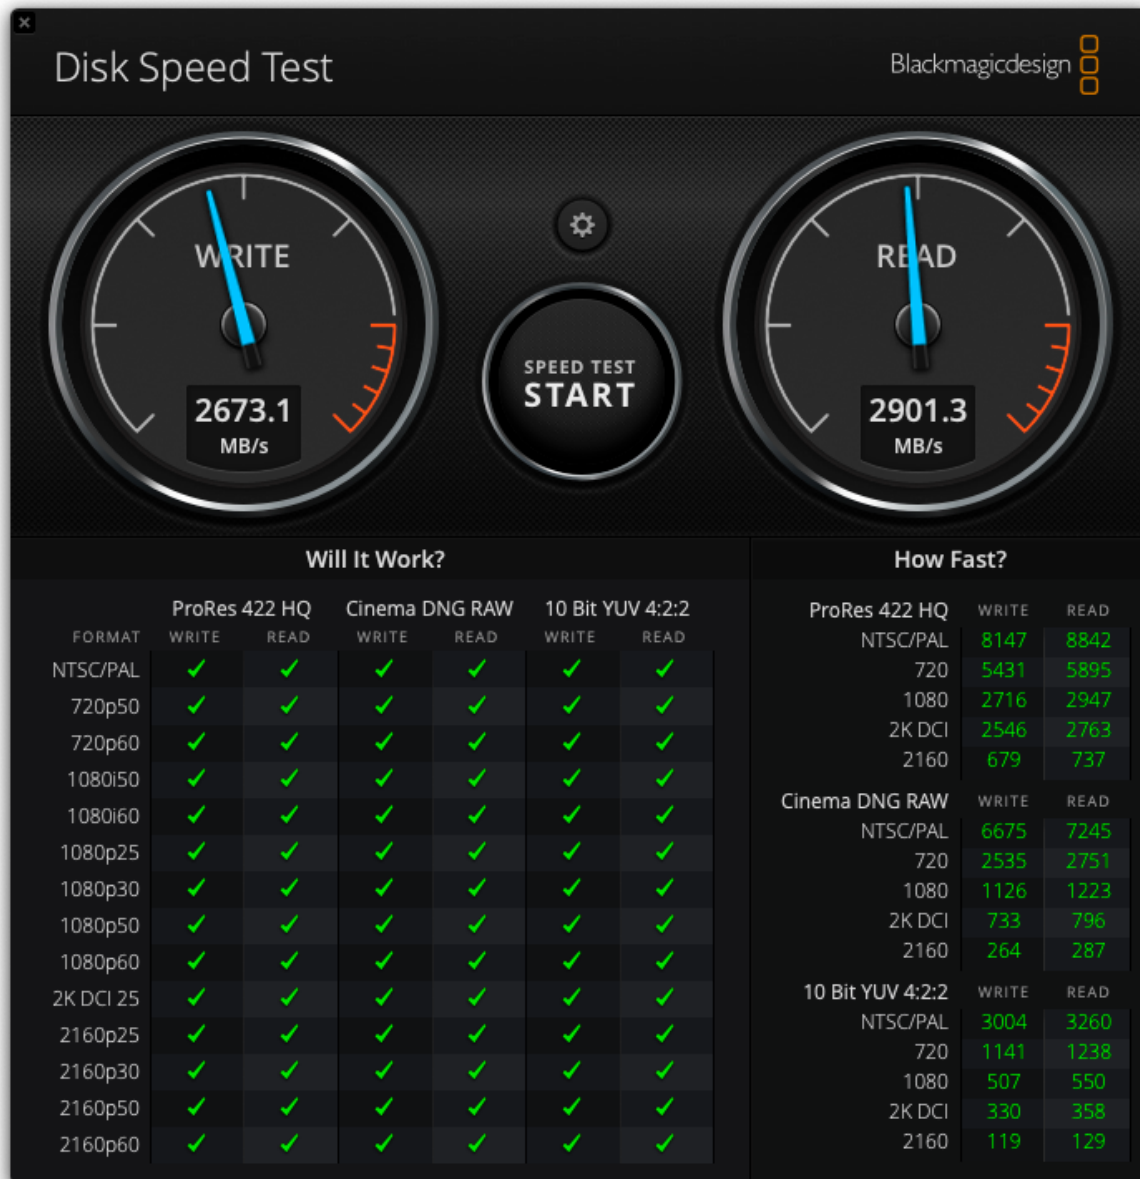 Disk Speed Test
Blackmagicdesign
WRITE
2673.1
MB/s
SPEED TEST
START
READ
2901.3
MB/s
Will It Work?
ProRes 422 HQ Cinema DNG RAW 10 Bit YUV 4:2:2
FORMAT WRITE READ WRITE READ WRITE READ
NTSC/PAL ✓ ✓ ✓ ✓ ✓ ✓
720p50 ✓ ✓ ✓ ✓ ✓ ✓
720p60 ✓ ✓ ✓ ✓ ✓ ✓
1080i50 ✓ ✓ ✓ ✓ ✓ ✓
1080i60 ✓ ✓ ✓ ✓ ✓ ✓
1080p25 ✓ ✓ ✓ ✓ ✓ ✓
1080p30 ✓ ✓ ✓ ✓ ✓ ✓
1080p50 ✓ ✓ ✓ ✓ ✓ ✓
1080p60 ✓ ✓ ✓ ✓ ✓ ✓
2K DCI 25 ✓ ✓ ✓ ✓ ✓ ✓
2160p25 ✓ ✓ ✓ ✓ ✓ ✓
2160p30 ✓ ✓ ✓ ✓ ✓ ✓
2160p50 ✓ ✓ ✓ ✓ ✓ ✓
2160p60 ✓ ✓ ✓ ✓ ✓ ✓
How Fast?
ProRes 422 HQ WRITE READ
NTSC/PAL 8147 8842
720 5431 5895
1080 2716 2947
2K DCI 2546 2763
2160 679 737
Cinema DNG RAW WRITE READ
NTSC/PAL 6675 7245
720 2535 2751
1080 1126 1223
2K DCI 733 796
2160 264 287
10 Bit YUV 4:2:2 WRITE READ
NTSC/PAL 3004 3260
720 1141 1238
1080 507 550
2K DCI 330 358
2160 119 129